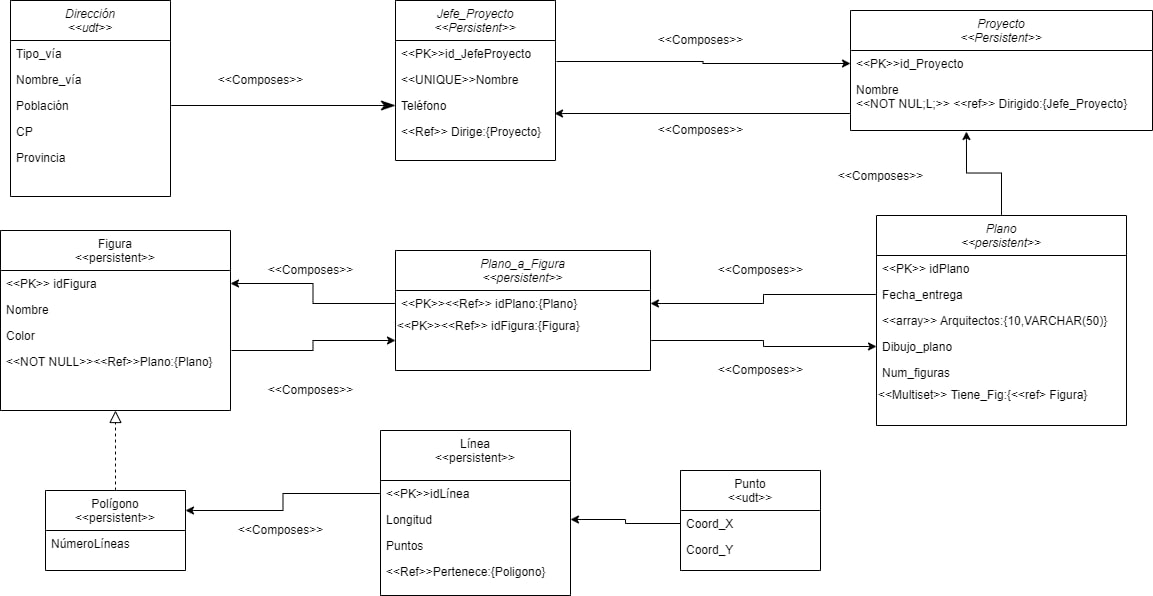 Dirección
<<udt>>
Tipo_vía
Nombre_vía
Población
CP
Provincia
<<Composes>>
Jefe_Proyecto
<<Persistent>>
<<PK>>id_JefeProyecto
<<UNIQUE>>Nombre
Teléfono
<<Ref>> Dirige:{Proyecto}
<<Composes>>
<<Composes>>
Proyecto
<<Persistent>>
<<PK>>id_Proyecto
Nombre
<<NOT NUL;L;>> <<ref>> Dirigido:{Jefe_Proyecto}
<<Composes>>
Figura
<<persistent>>
<<PK>> idFigura
Nombre
Color
<<NOT NULL>><<Ref>>Plano:{Plano}
<<Composes>>
<<Composes>>
Plano_a_Figura
<<persistent>>
<<PK>><<Ref>> idPlano:{Plano}
<<PK>><<Ref>> idFigura:{Figura}
<<Composes>>
<<Composes>>
Plano
<<persistent>>
<<PK>> idPlano
Fecha_entrega
<<array>> Arquitectos:{10,VARCHAR(50)}
Dibujo_plano
Num_figuras
<<Multiset>> Tiene_Fig:{<<ref> Figura}
Polígono
<<persistent>>
NúmeroLíneas
<<Composes>>
Línea
<<persistent>>
<<PK>>idLínea
Longitud
Puntos
<<Ref>>Pertenece:{Poligono}
Punto
<<udt>>
Coord_X
Coord_Y